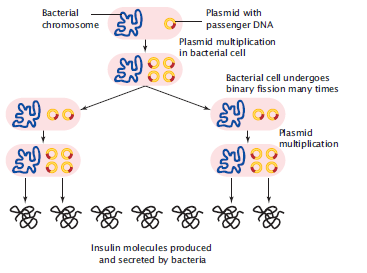 Bacterial
chromosome
Plasmid with
passenger DNA
Plasmid multiplication
in bacterial cell
Bacterial cell undergoes
binary fission many times
Plasmid
multiplication
Insulin molecules produced
and secreted by bacteria